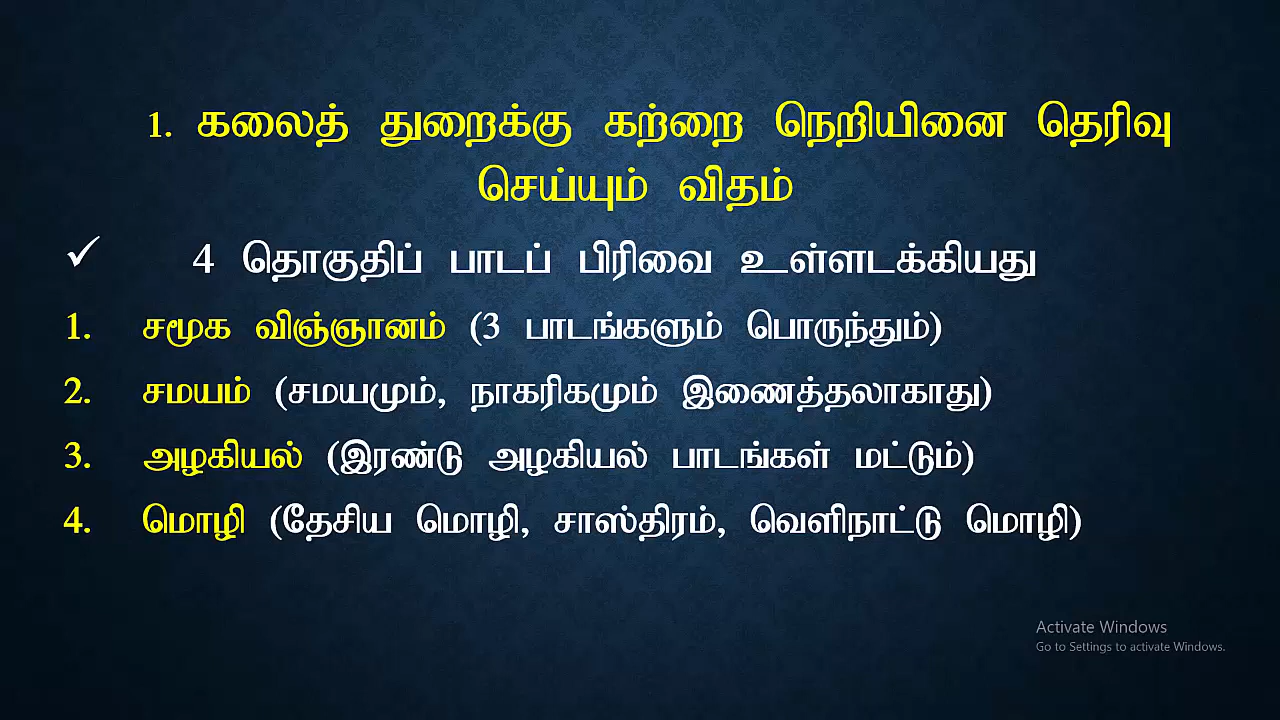 1. கலைத் துறைக்கு கற்றை நெறியினை தெரிவு
செய்யும் விதம்
✓ 4 தொகுதிப் பாடப் பிரிவை உள்ளடக்கியது
1. சமூக விஞ்ஞானம் (3 பாடங்களும் பொருந்தும்)
2. சமயம் (சமயமும், நாகரிகமும் இணைத்தலாகாது)
3. அழகியல் (இரண்டு அழகியல் பாடங்கள் மட்டும்)
4. மொழி (தேசிய மொழி, சாஸ்திரம், வெளிநாட்டு மொழி)
Activate Windows
Go to Settings to activate Windows.